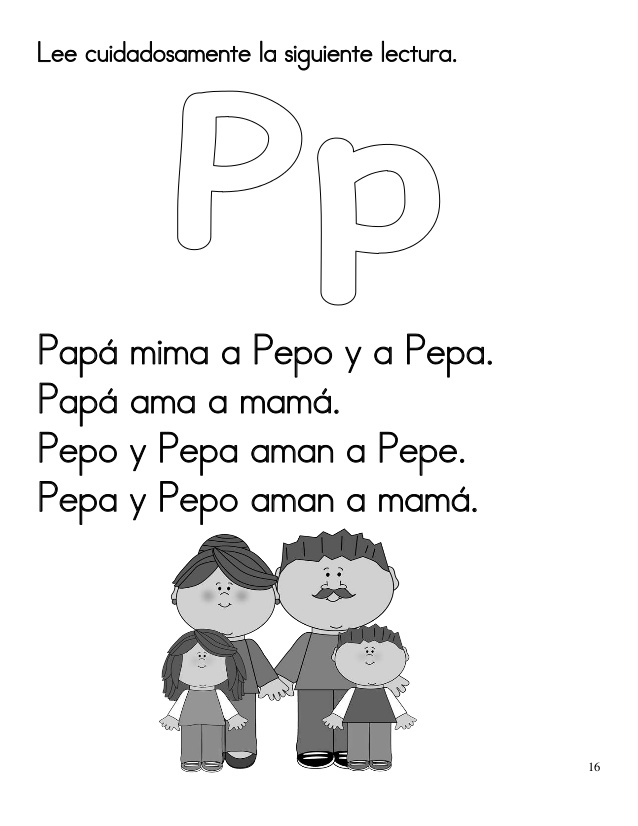 Lee cuidadosamente la siguiente lectura.
Pp
Papá mima a Pepo y a Pepa.
Papá ama a mamá.
Pepo y Pepa aman a Pepe.
Pepa y Pepo aman a mamá.
16